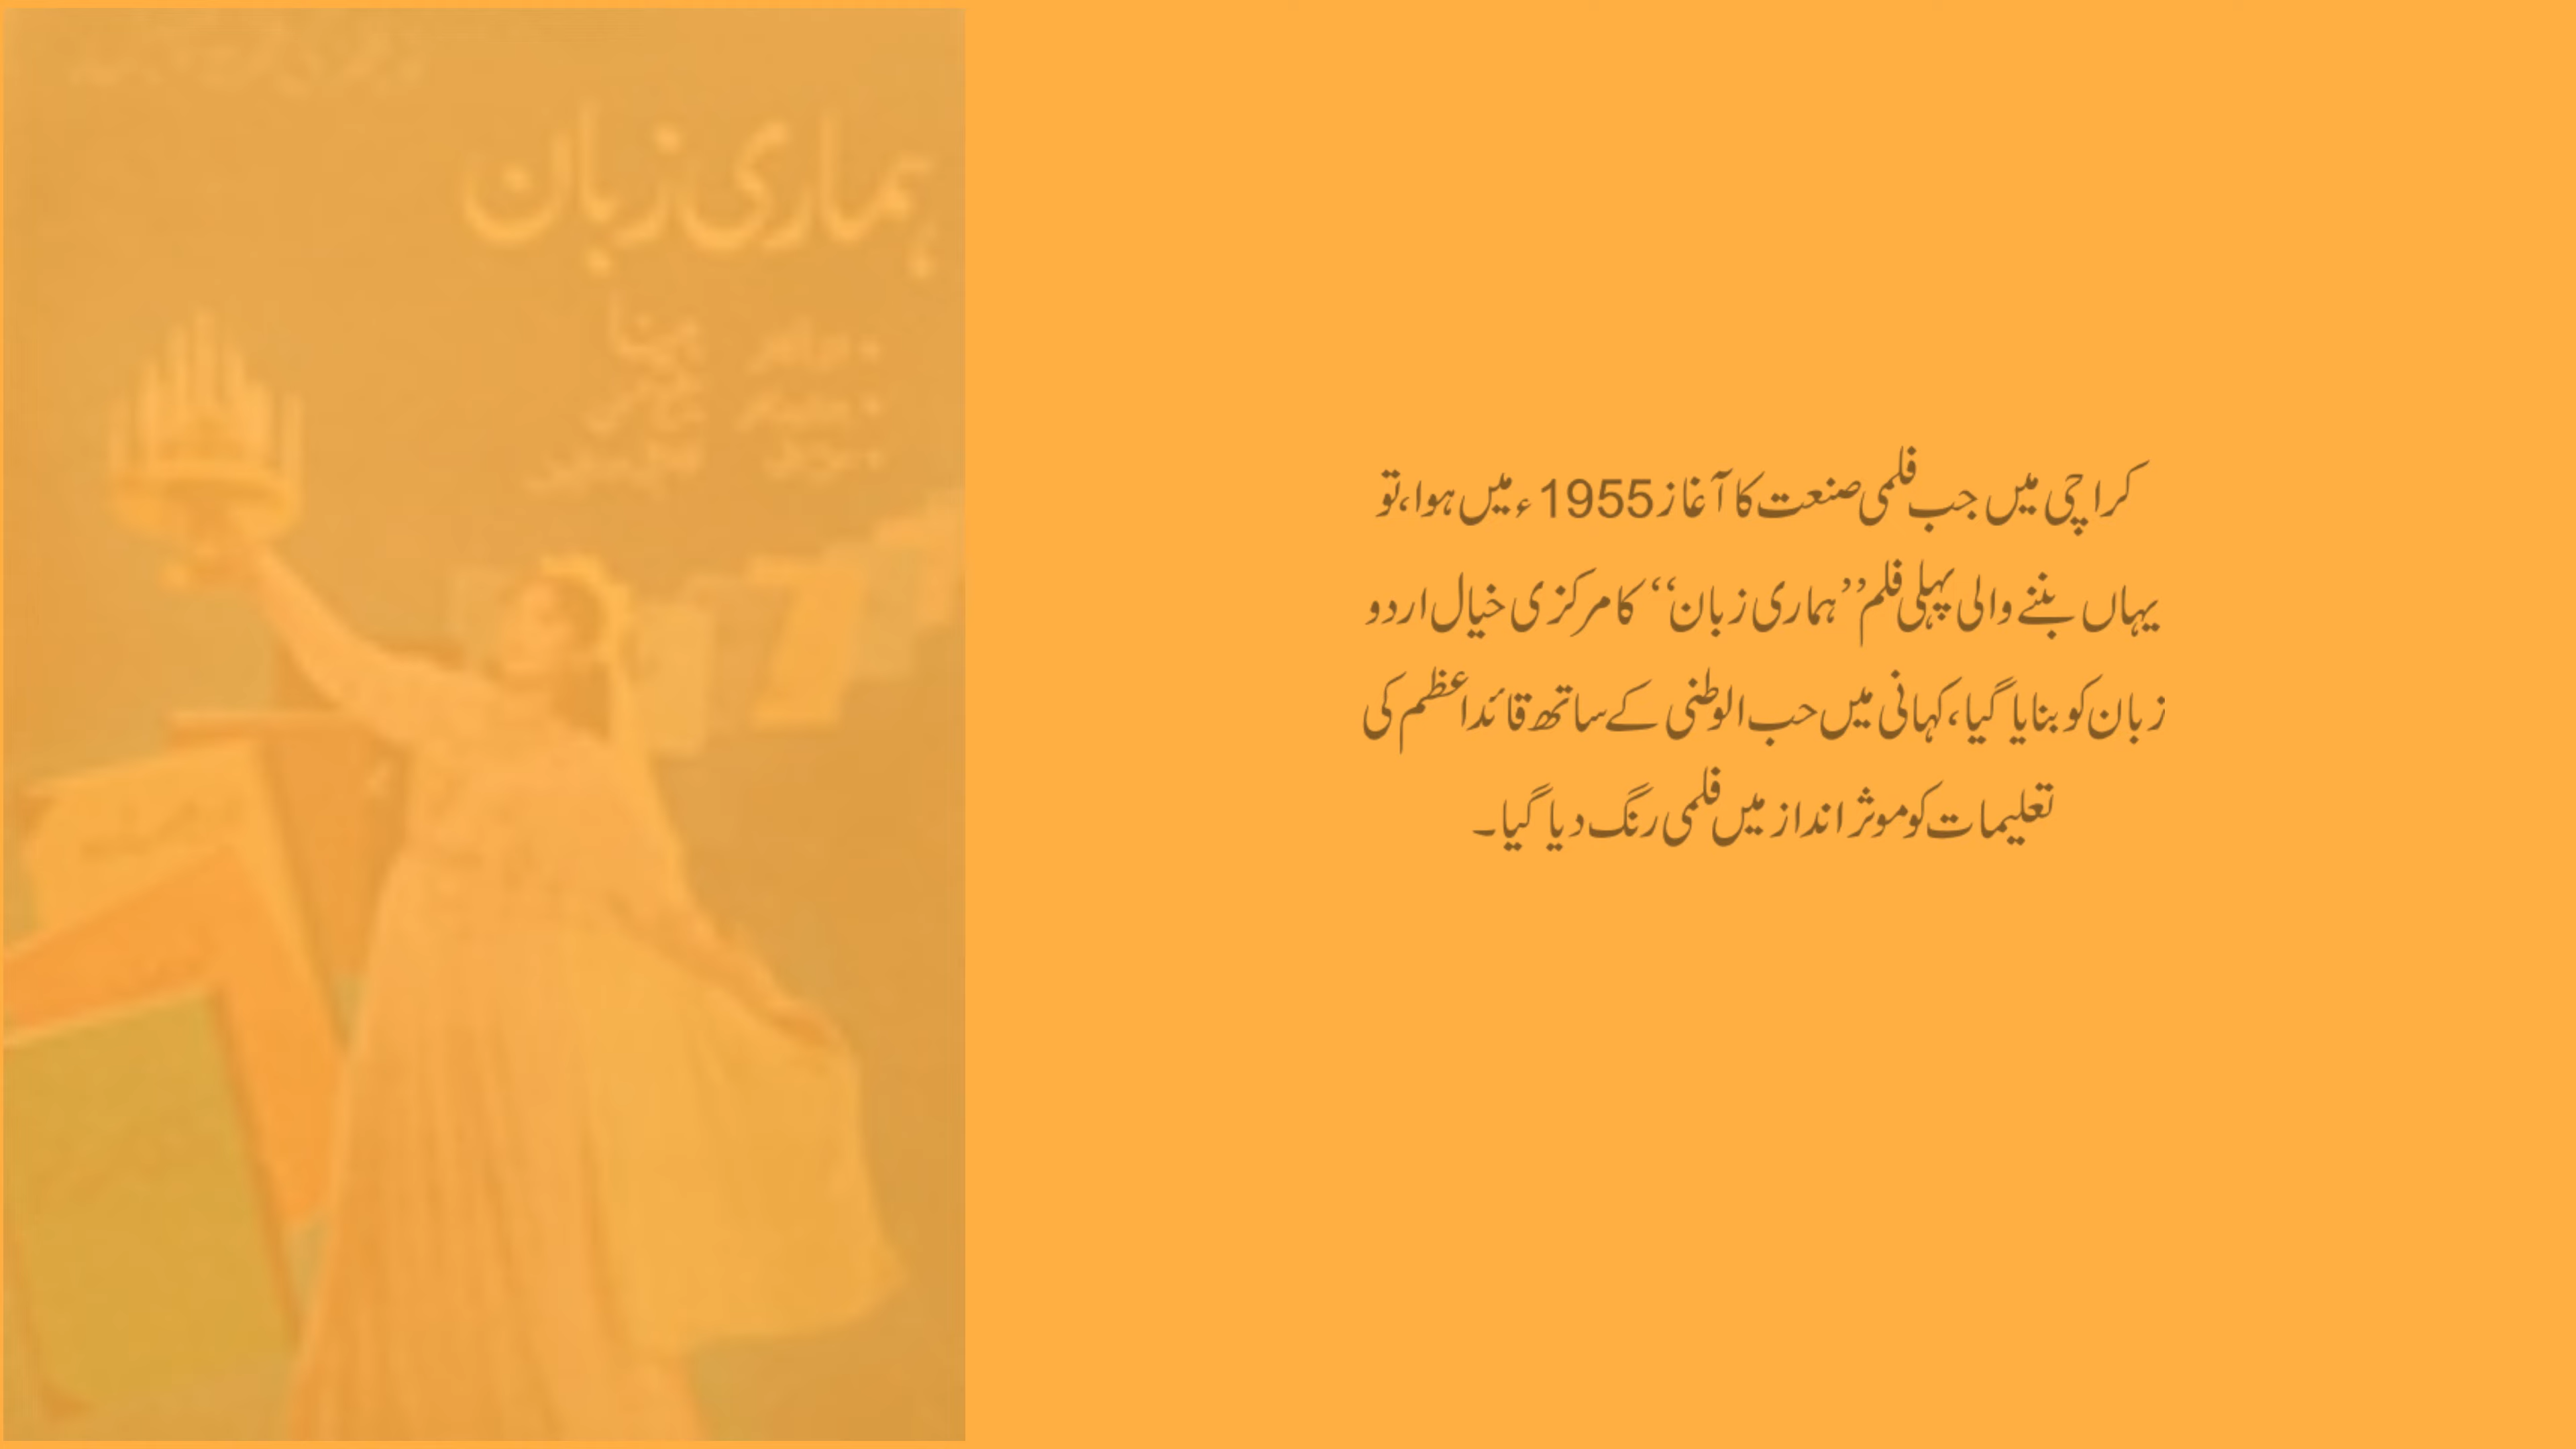 ہماری زبان
کراچی میں جب فلمی صنعت کا آغاز 1955ء میں ہوا، تو
یہاں بننے والی پہلی فلم ’’ہماری زبان‘‘ کا مرکزی خیال اردو
زبان کو بنایا گیا، کہانی میں حب الوطنی کے ساتھ قائداعظم کی
تعلیمات کو موثر انداز میں فلمی رنگ دیا گیا۔